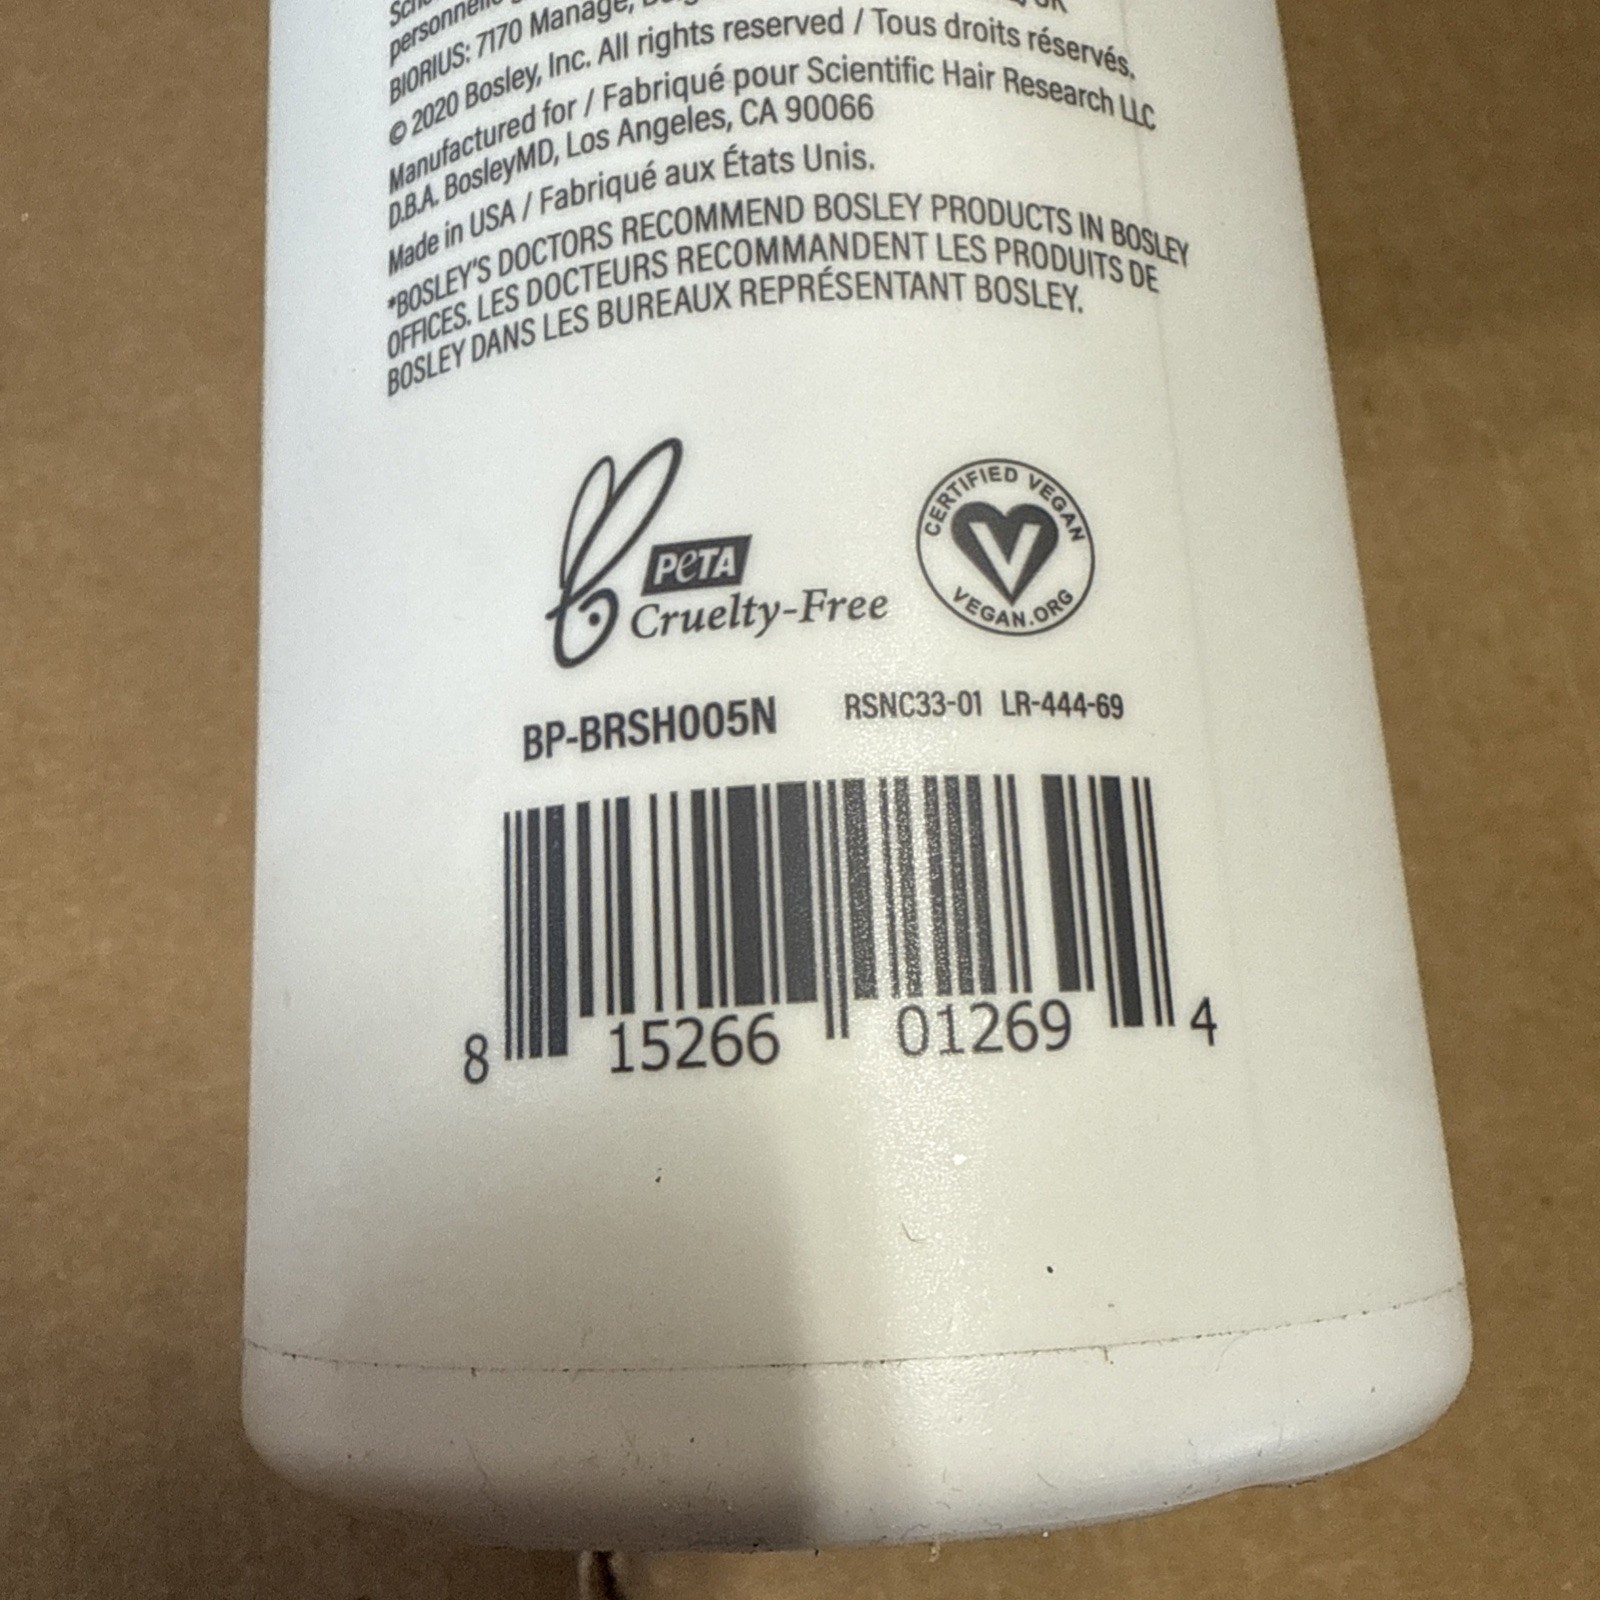 personnelle
BIORIUS: 7170 Manage,
© 2020 Bosley, Inc. All rights reserved / Tous droits réservés.
Manufactured for / Fabriqué pour Scientific Hair Research LLC
D.B.A. BosleyMD, Los Angeles, CA 90066
Made in USA / Fabriqué aux États Unis.
*BOSLEY'S DOCTORS RECOMMEND BOSLEY PRODUCTS IN BOSLEY
OFFICES. LES DOCTEURS RECOMMANDENT LES PRODUITS DE
BOSLEY DANS LES BUREAUX REPRÉSENTANT BOSLEY.
PeTA
Cruelty-Free
CERTIFIED VEGAN
V
VEGAN.ORG
BP-BRSH005N RSNC33-01 LR-444-69
8 15266 01269 4